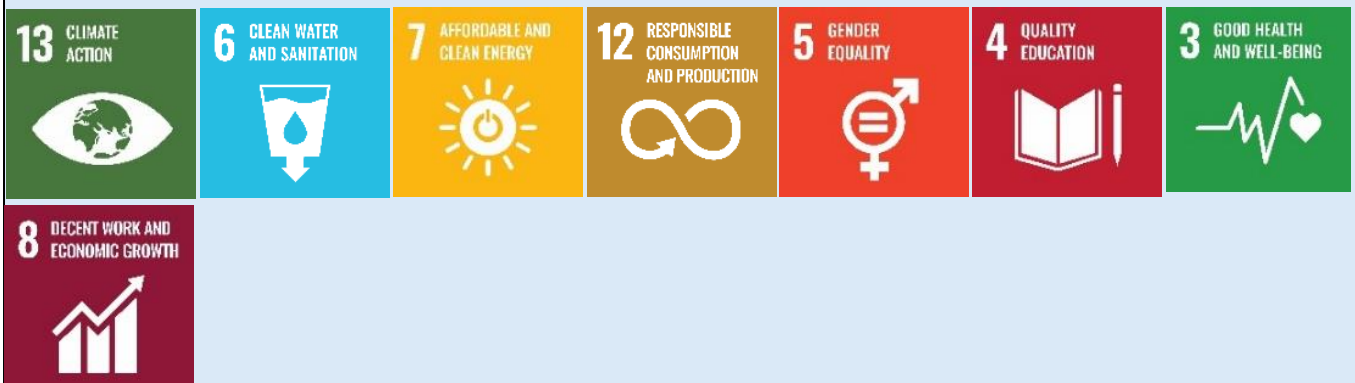 13 CLIMATE
ACTION
6 CLEAN WATER
AND SANITATION
7 AFFORDABLE AND
CLEAN ENERGY
12 RESPONSIBLE
CONSUMPTION
AND PRODUCTION
5 GENDER
EQUALITY
4 QUALITY
EDUCATION
3 GOOD HEALTH
AND WELL-BEING
8 DECENT WORK AND
ECONOMIC GROWTH